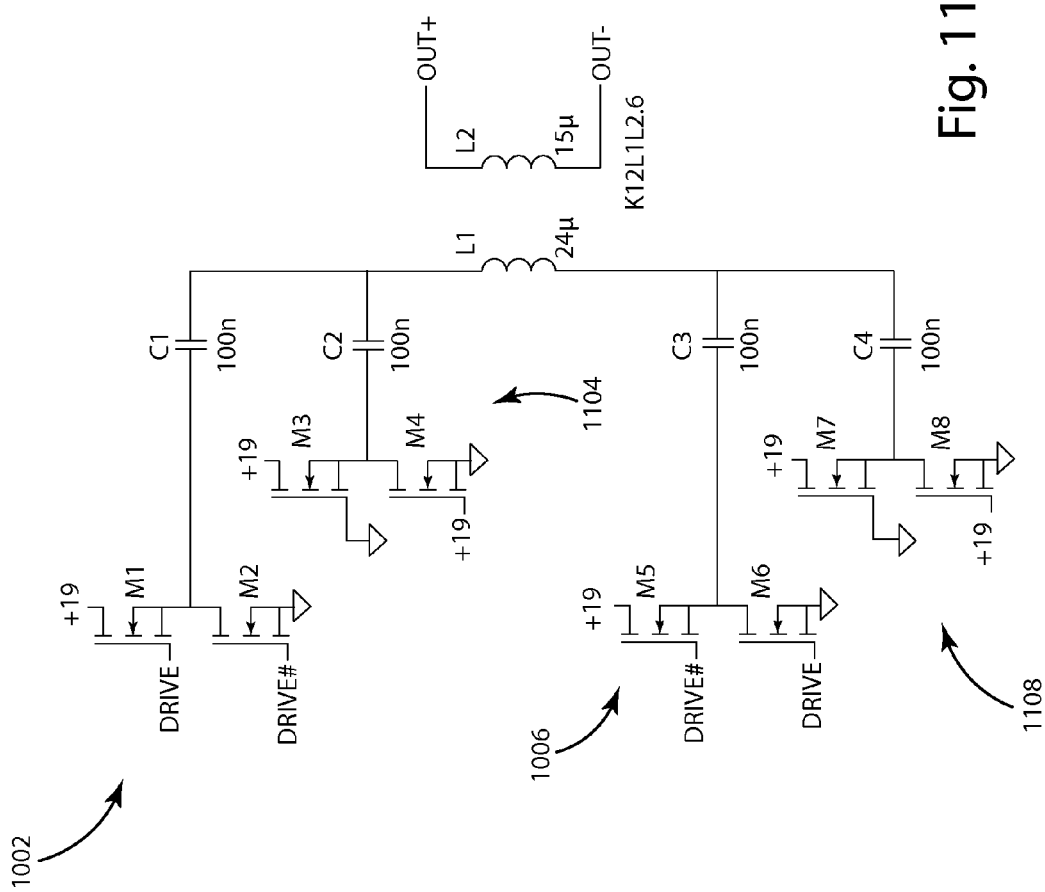 1002
+19
DRIVE
M1
M2
DRIVE#
C1
100n
+19
M3
M4
+19
C2
100n
1104
L1
24µ
L2
15µ
OUT+
OUT-
K12L1L2.6
1006
+19
DRIVE#
M5
M6
DRIVE
C3
100n
+19
M7
M8
+19
C4
100n
1108
Fig. 11